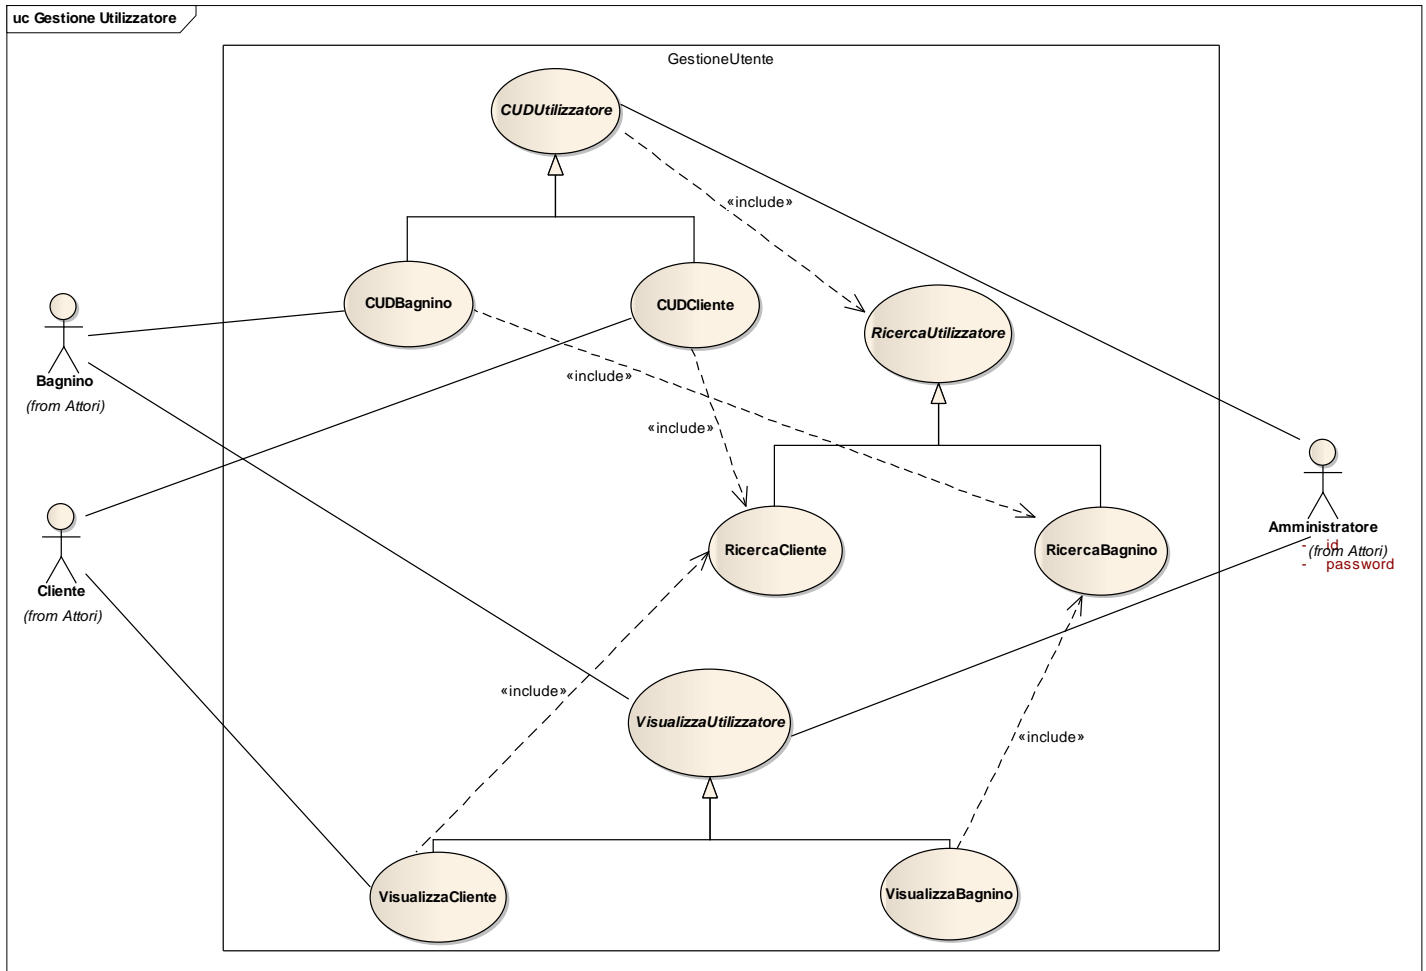 uc Gestione Utilizzatore
GestioneUtente
CUDUtilizzatore
«include»
CUDBagnino
CUDCliente
RicercaUtilizzatore
«include»
Bagnino
(from Attori)
«include»
Amministratore
(from Attori)
- id
- password
RicercaCliente
RicercaBagnino
Cliente
(from Attori)
«include»
VisualizzaUtilizzatore
«include»
VisualizzaCliente
VisualizzaBagnino